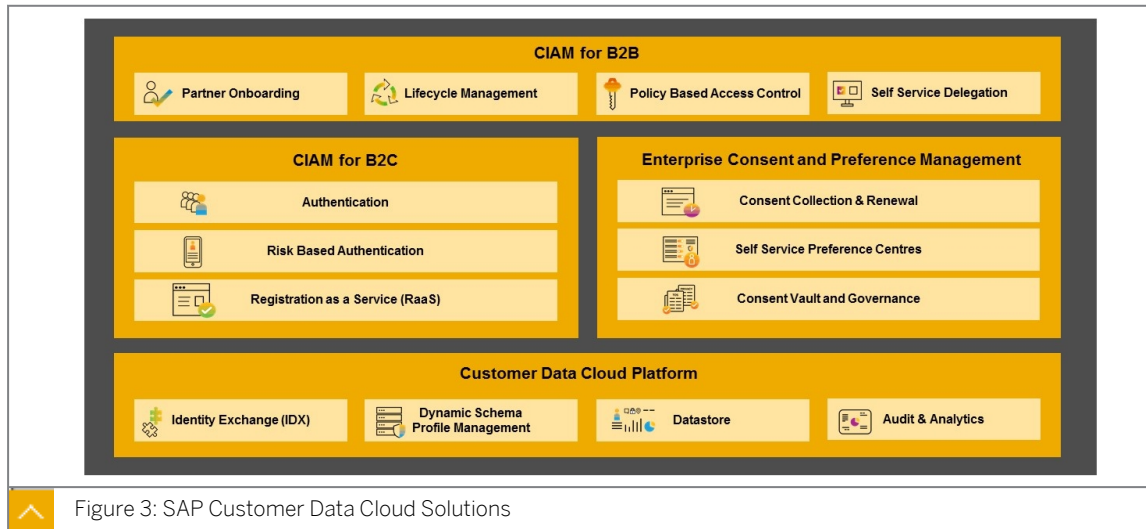 CIAM for B2B
Partner Onboarding
Lifecycle Management
Policy Based Access Control
Self Service Delegation
CIAM for B2C
Authentication
Risk Based Authentication
Registration as a Service (RaaS)
Enterprise Consent and Preference Management
Consent Collection & Renewal
Self Service Preference Centres
Consent Vault and Governance
Customer Data Cloud Platform
Identity Exchange (IDX)
Dynamic Schema
Profile Management
Datastore
Audit & Analytics
Figure 3: SAP Customer Data Cloud Solutions